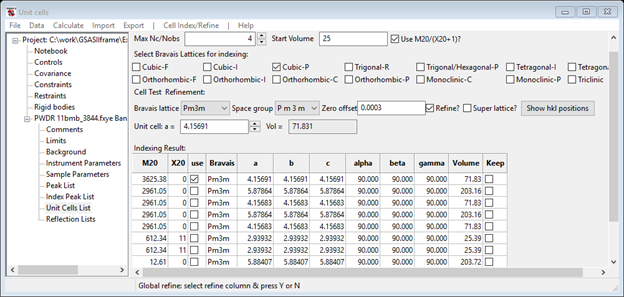 Unit cells
File Data Calculate Import Export | Cell Index/Refine | Help
Project: C:\work\GSASIIframe\Ex
Notebook
Controls
Covariance
Constraints
Restraints
Rigid bodies
PWDR 11bmb_3844.fxye Ban
Comments
Limits
Background
Instrument Parameters
Sample Parameters
Peak List
Index Peak List
Unit Cells List
Reflection Lists
Max Nc/Nobs 4 Start Volume 25 Use M20/(X20+1)?
Select Bravais Lattices for indexing:
Cubic-F Cubic-I Cubic-P Trigonal-R Trigonal/Hexagonal-P Tetragonal-I Tetragona
Orthorhombic-F Orthorhombic-I Orthorhombic-C Orthorhombic-P Monoclinic-C Monoclinic-P Triclinic
Cell Test Refinement:
Bravais lattice Pm3m Space group P m 3 m Zero offset 0.0003 Refine? Super lattice? Show hkl positions
Unit cell: a = 4.15691 Vol = 71.831
Indexing Result:
M20 X20 use Bravais a b c alpha beta gamma Volume Keep
3625.38 0 Pm3m 4.15691 4.15691 4.15691 90.000 90.000 90.000 71.83
2961.05 0 Pm3m 5.87864 5.87864 5.87864 90.000 90.000 90.000 203.16
2961.05 0 Pm3m 4.15683 4.15683 4.15683 90.000 90.000 90.000 71.83
2961.05 0 Pm3m 5.87864 5.87864 5.87864 90.000 90.000 90.000 203.16
2961.05 0 Pm3m 4.15683 4.15683 4.15683 90.000 90.000 90.000 71.83
612.34 11 Pm3m 2.93932 2.93932 2.93932 90.000 90.000 90.000 25.39
612.34 11 Pm3m 2.93932 2.93932 2.93932 90.000 90.000 90.000 25.39
12.61 0 Pm3m 5.88407 5.88407 5.88407 90.000 90.000 90.000 203.72
Global refine: select refine column & press Y or N